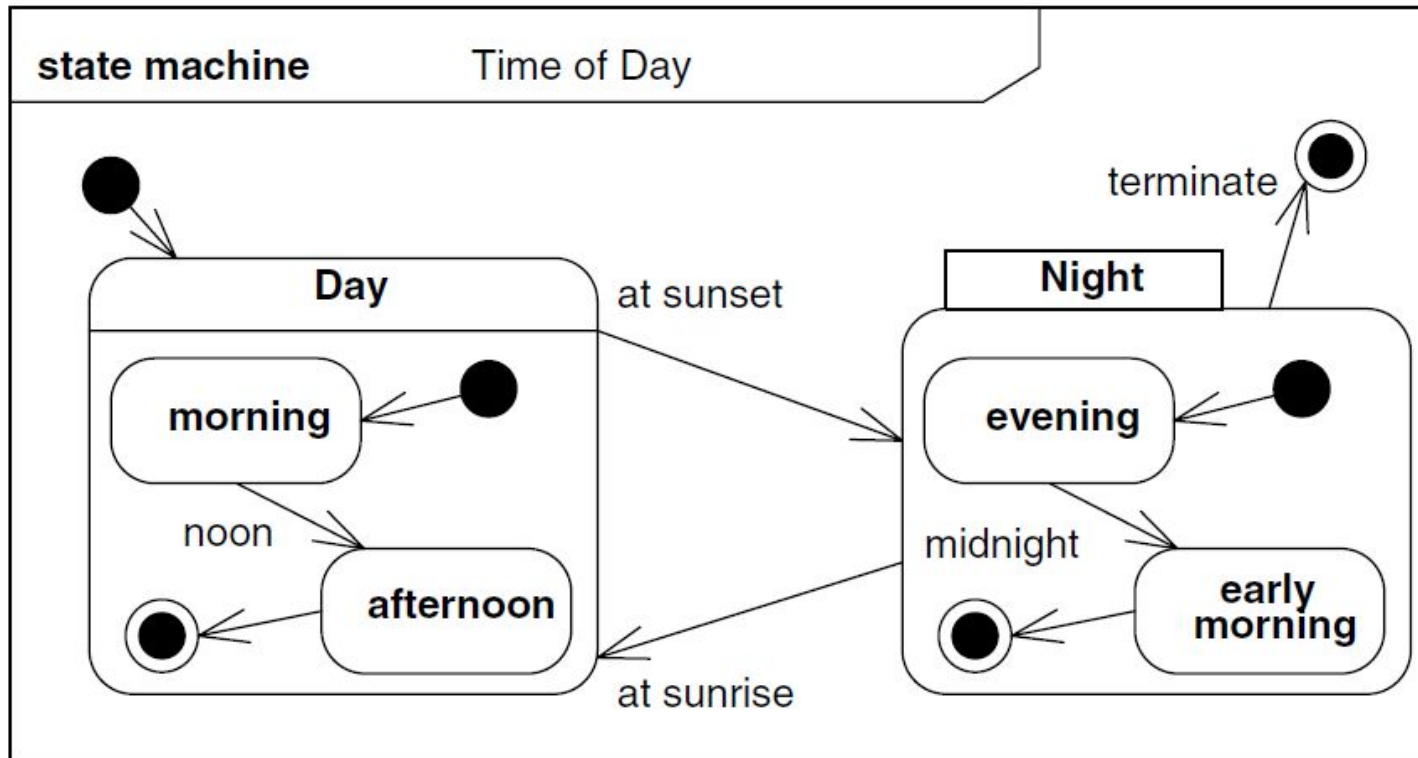 state machine Time of Day
terminate
Day
Night
at sunset
morning
evening
noon
midnight
afternoon
early
morning
at sunrise